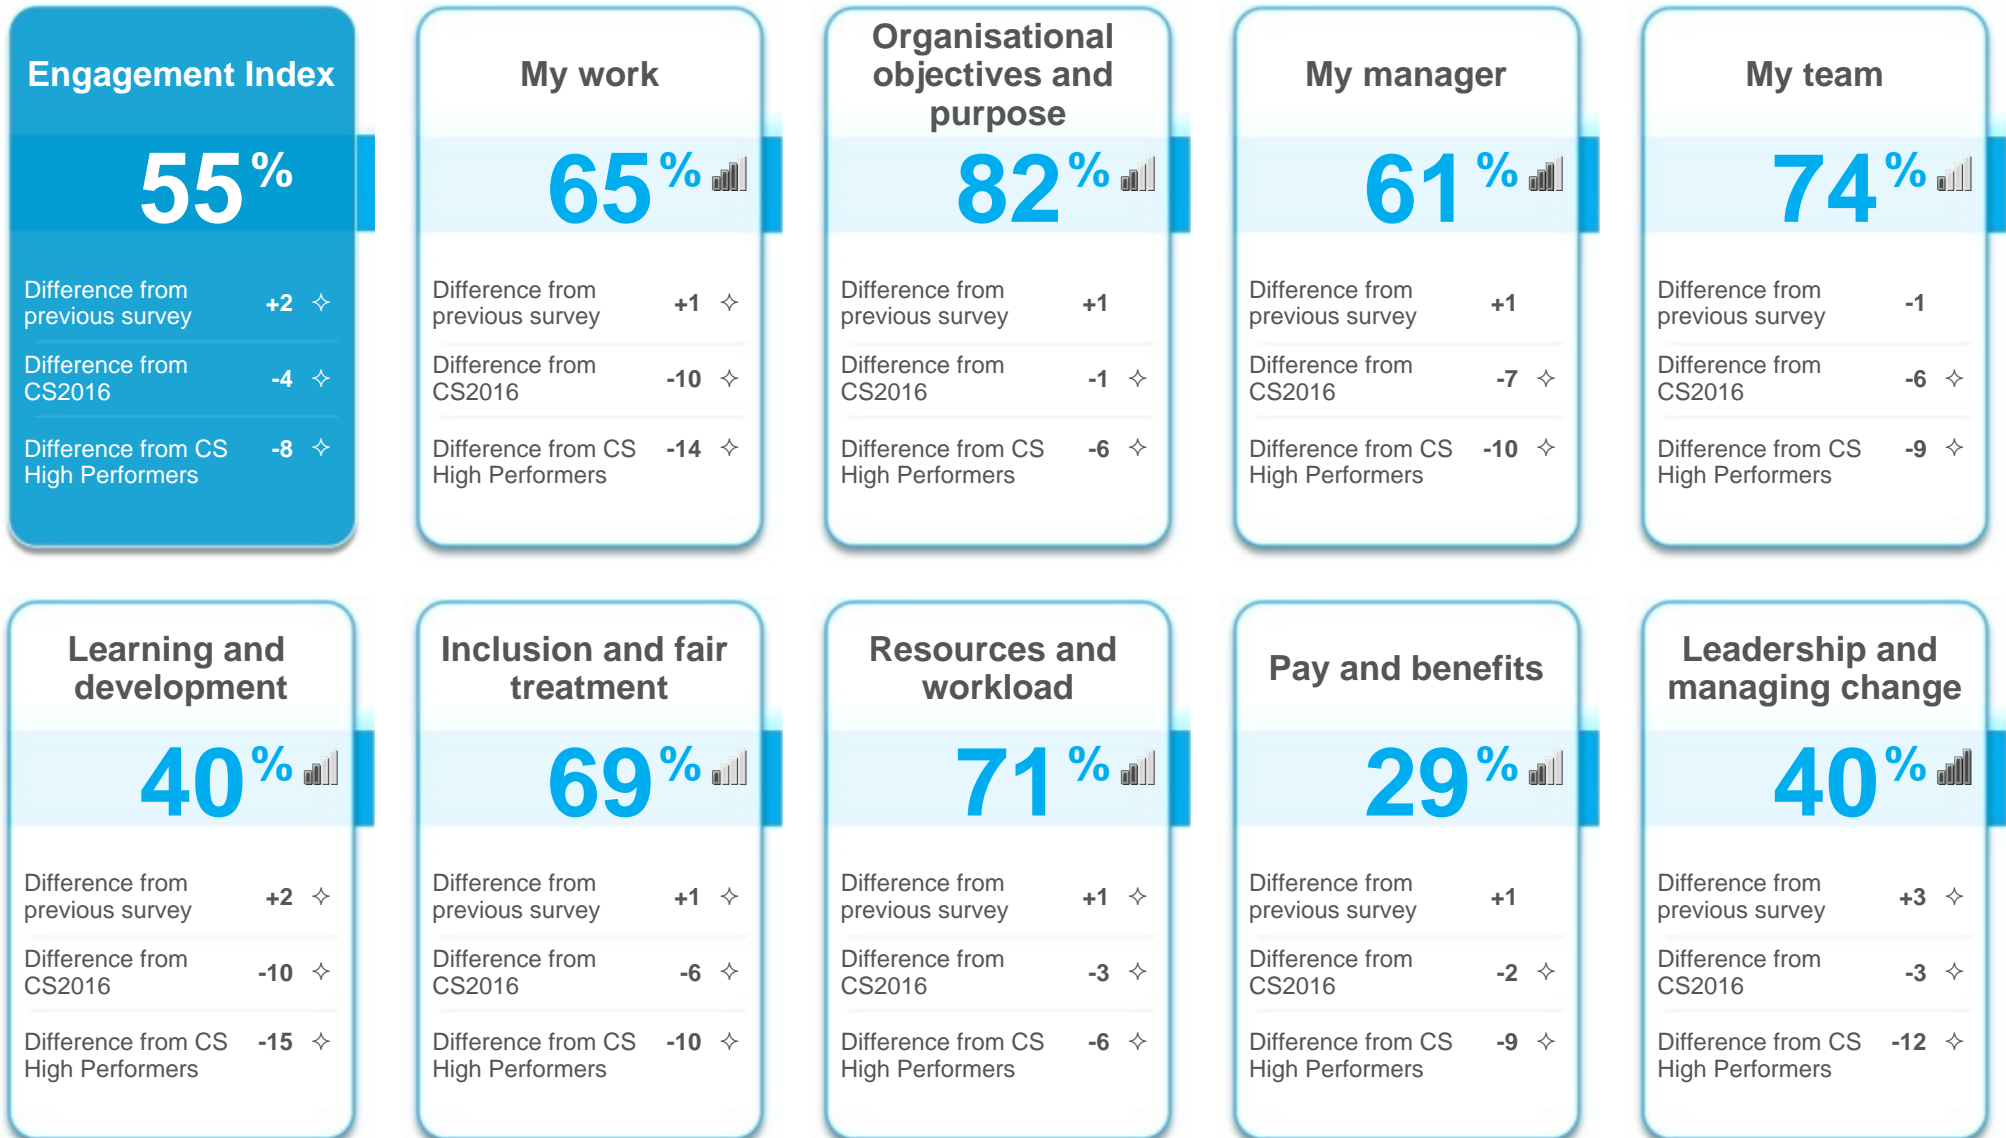 Engagement Index
55%
Difference from
previous survey +2 ✧
Difference from
CS2016 -4 ✧
Difference from CS -8 ✧
High Performers
My work
65%
Difference from
previous survey +1 ✧
Difference from
CS2016 -10 ✧
Difference from CS -14 ✧
High Performers
Organisational
objectives and
purpose
82%
Difference from
previous survey +1
Difference from
CS2016 -1 ✧
Difference from CS -6 ✧
High Performers
My manager
61%
Difference from
previous survey +1
Difference from
CS2016 -7 ✧
Difference from CS -10 ✧
High Performers
My team
74%
Difference from
previous survey -1
Difference from
CS2016 -6 ✧
Difference from CS -9 ✧
High Performers
Learning and
development
40%
Difference from
previous survey +2 ✧
Difference from
CS2016 -10 ✧
Difference from CS -15 ✧
High Performers
Inclusion and fair
treatment
69%
Difference from
previous survey +1 ✧
Difference from
CS2016 -6 ✧
Difference from CS -10 ✧
High Performers
Resources and
workload
71%
Difference from
previous survey +1 ✧
Difference from
CS2016 -3 ✧
Difference from CS -6 ✧
High Performers
Pay and benefits
29%
Difference from
previous survey +1
Difference from
CS2016 -2 ✧
Difference from CS -9 ✧
High Performers
Leadership and
managing change
40%
Difference from
previous survey +3 ✧
Difference from
CS2016 -3 ✧
Difference from CS -12 ✧
High Performers